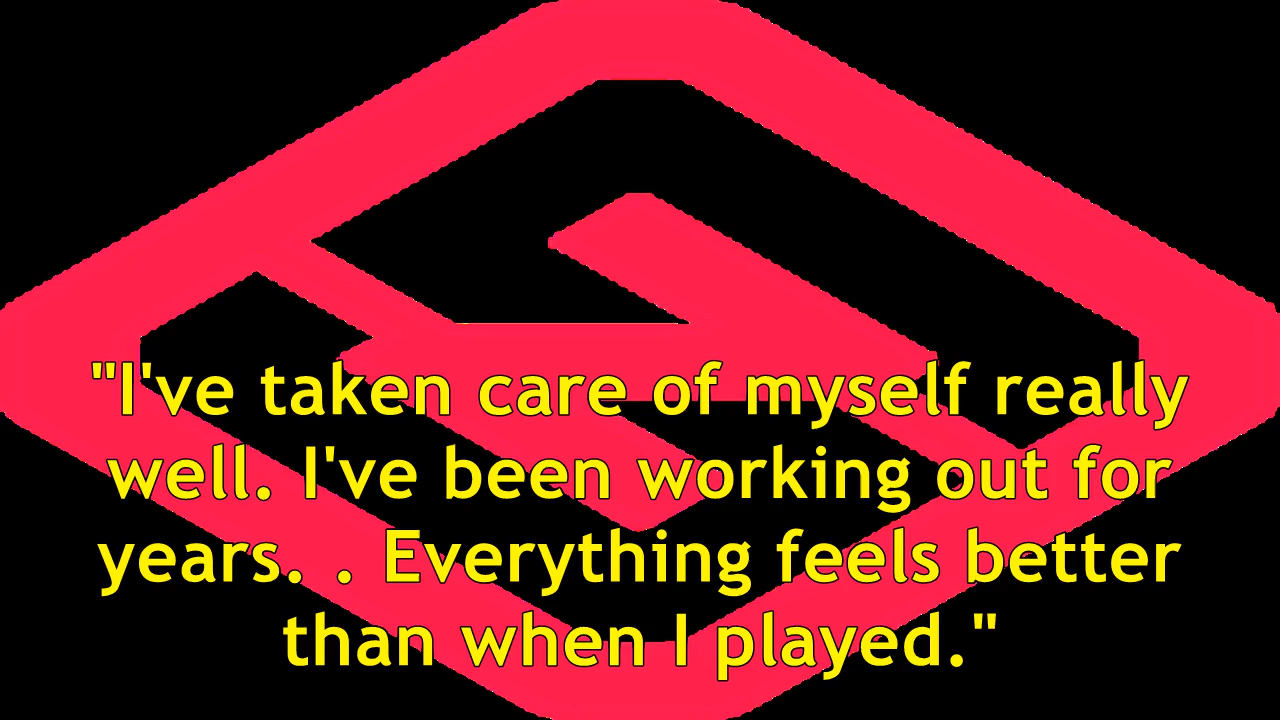 "I've taken care of myself really
well. I've been working out for
years. . Everything feels better
than when I played."